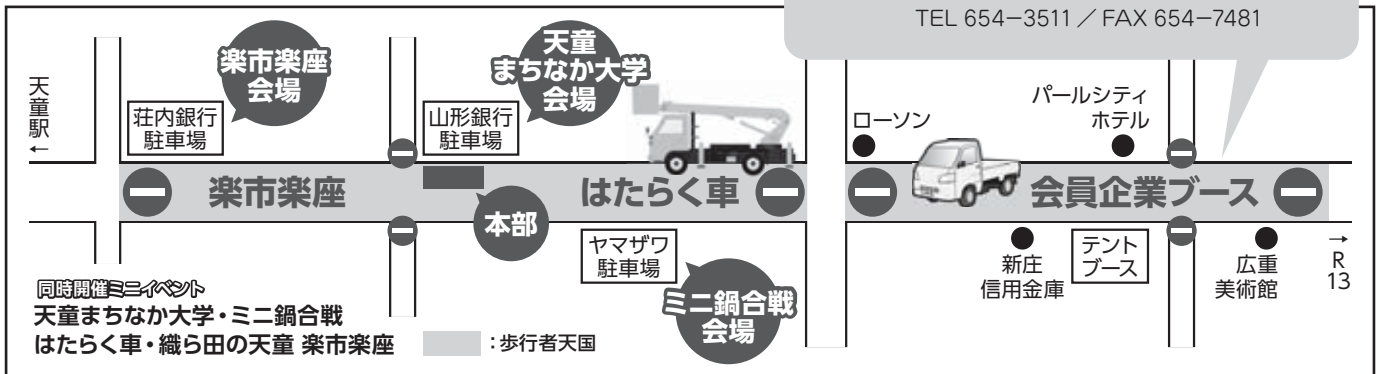 TEL 654−3511 ／ FAX 654−7481
楽市楽座
会場
天童
まちなか大学
会場
天童駅
←
荘内銀行
駐車場
山形銀行
駐車場
ローソン
パールシティ
ホテル
楽市楽座
はたらく車
会員企業ブース
本部
ヤマザワ
駐車場
新庄
信用金庫
テント
ブース
広重
美術館
→
R
13
ミニ鍋合戦
会場
同時開催ミニイベント
天童まちなか大学・ミニ鍋合戦
はたらく車・織ら田の天童 楽市楽座
：歩行者天国